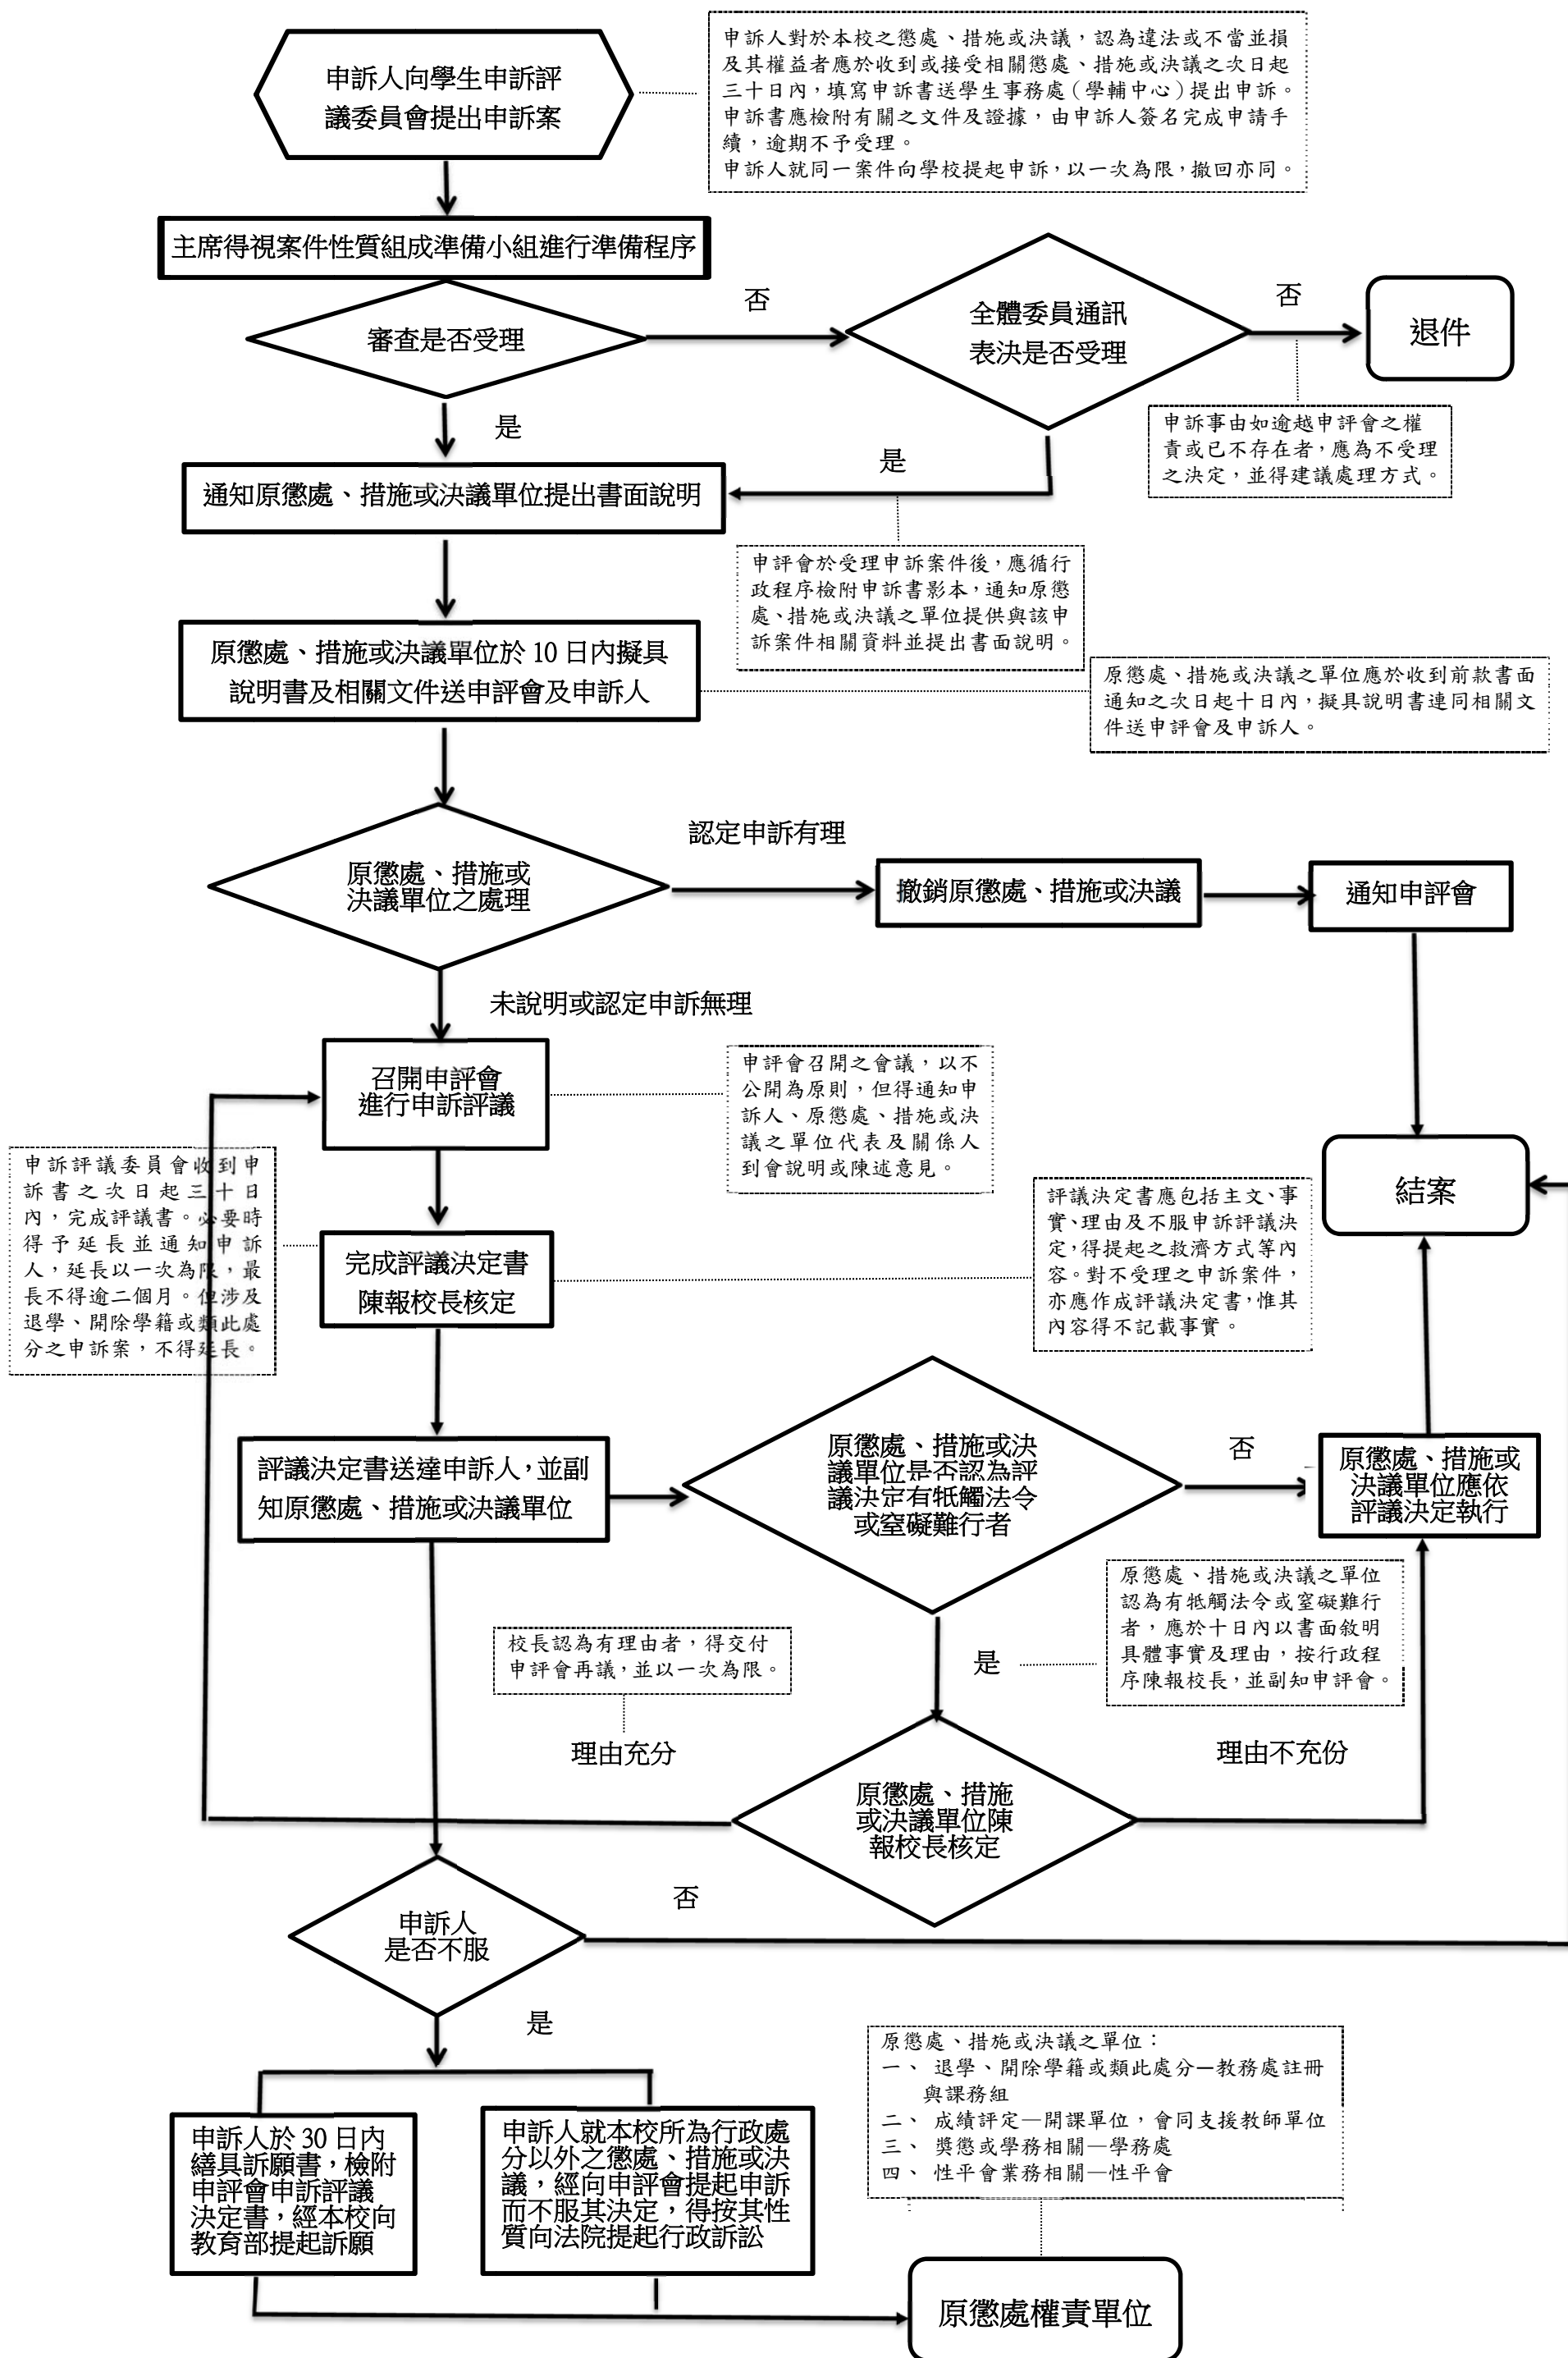 申訴人向學生申訴評
議委員會提出申訴案
申訴人對於本校之懲處、措施或決議，認為違法或不當並損
及其權益者應於收到或接受相關懲處、措施或決議之次日起
三十日內，填寫申訴書送學生事務處（學輔中心）提出申訴。
申訴書應檢附有關之文件及證據，由申訴人簽名完成申請手
續，逾期不予受理。
申訴人就同一案件向學校提起申訴，以一次為限，撤回亦同。
主席得視案件性質組成準備小組進行準備程序
審查是否受理
否
全體委員通訊
表決是否受理
否
退件
是
是
申訴事由如逾越申評會之權
責或已不存在者，應為不受理
之決定，並得建議處理方式。
通知原懲處、措施或決議單位提出書面說明
申評會於受理申訴案件後，應循行
政程序檢附申訴書影本，通知原懲
處、措施或決議之單位提供與該申
訴案件相關資料並提出書面說明。
原懲處、措施或決議單位於 10 日內擬具
說明書及相關文件送申評會及申訴人
原懲處、措施或決議之單位應於收到前款書面
通知之次日起十日內，擬具說明書連同相關文
件送申評會及申訴人。
原懲處、措施或
決議單位之處理
認定申訴有理
撤銷原懲處、措施或決議
通知申評會
未說明或認定申訴無理
召開申評會
進行申訴評議
申評會召開之會議，以不
公開為原則，但得通知申
訴人、原懲處、措施或決
議之單位代表及關係人
到會說明或陳述意見。
申訴評議委員會收到申
訴書之次日起三十日
內，完成評議書。必要時
得予延長並通知申訴
人，延長以一次為限，最
長不得逾二個月。但涉及
退學、開除學籍或類此處
分之申訴案，不得延長。
完成評議決定書
陳報校長核定
評議決定書應包括主文、事
實、理由及不服申訴評議決
定，得提起之救濟方式等內
容。對不受理之申訴案件，
亦應作成評議決定書，惟其
內容得不記載事實。
結案
評議決定書送達申訴人，並副
知原懲處、措施或決議單位
原懲處、措施或決
議單位是否認為評
議決定有牴觸法令
或窒礙難行者
否
原懲處、措施或
決議單位應依
評議決定執行
是
原懲處、措施或決議之單位
認為有牴觸法令或窒礙難行
者，應於十日內以書面敘明
具體事實及理由，按行政程
序陳報校長，並副知申評會。
校長認為有理由者，得交付
申評會再議，並以一次為限。
理由充分
理由不充份
原懲處、措施
或決議單位陳
報校長核定
申訴人
是否不服
否
是
申訴人於 30 日內
繕具訴願書，檢附
申評會申訴評議
決定書，經本校向
教育部提起訴願
申訴人就本校所為行政處
分以外之懲處、措施或決
議，經向申評會提起申訴
而不服其決定，得按其性
質向法院提起行政訴訟
原懲處、措施或決議之單位：
一、 退學、開除學籍或類此處分—教務處註冊
與課務組
二、 成績評定—開課單位，會同支援教師單位
三、 獎懲或學務相關—學務處
四、 性平會業務相關—性平會
原懲處權責單位